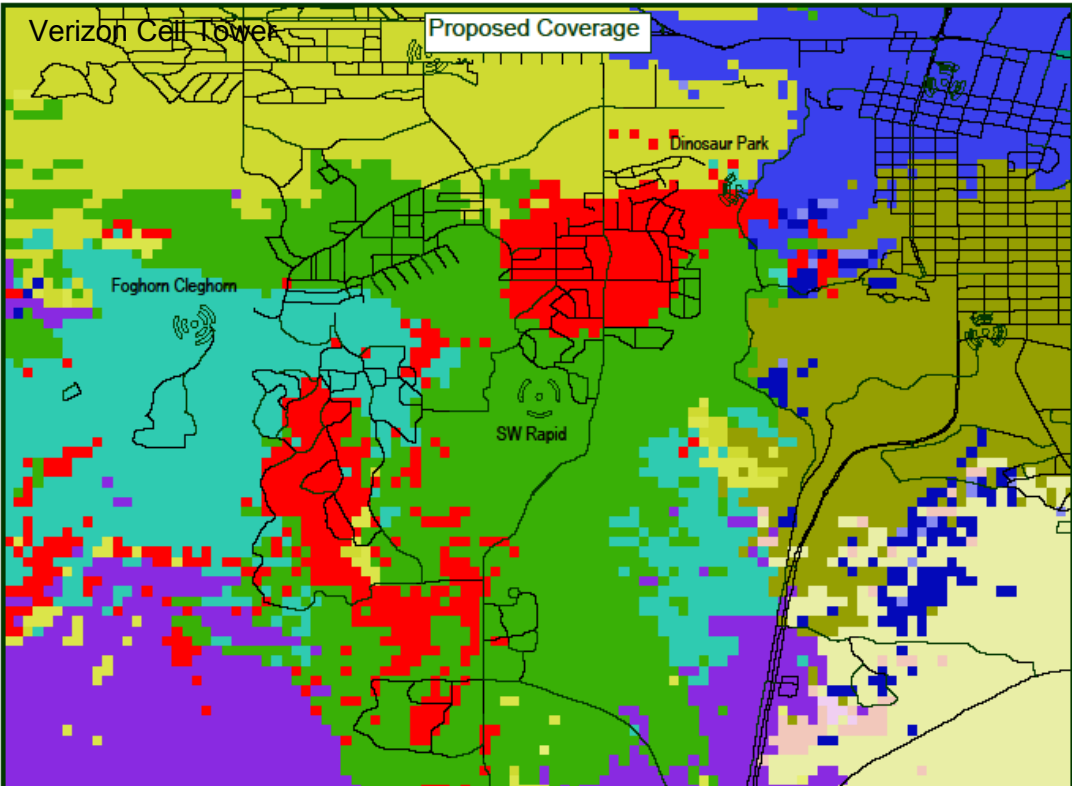 Verizon Cell Tower
Proposed Coverage
Dinosaur Park
Foghorn Cleghorn
SW Rapid